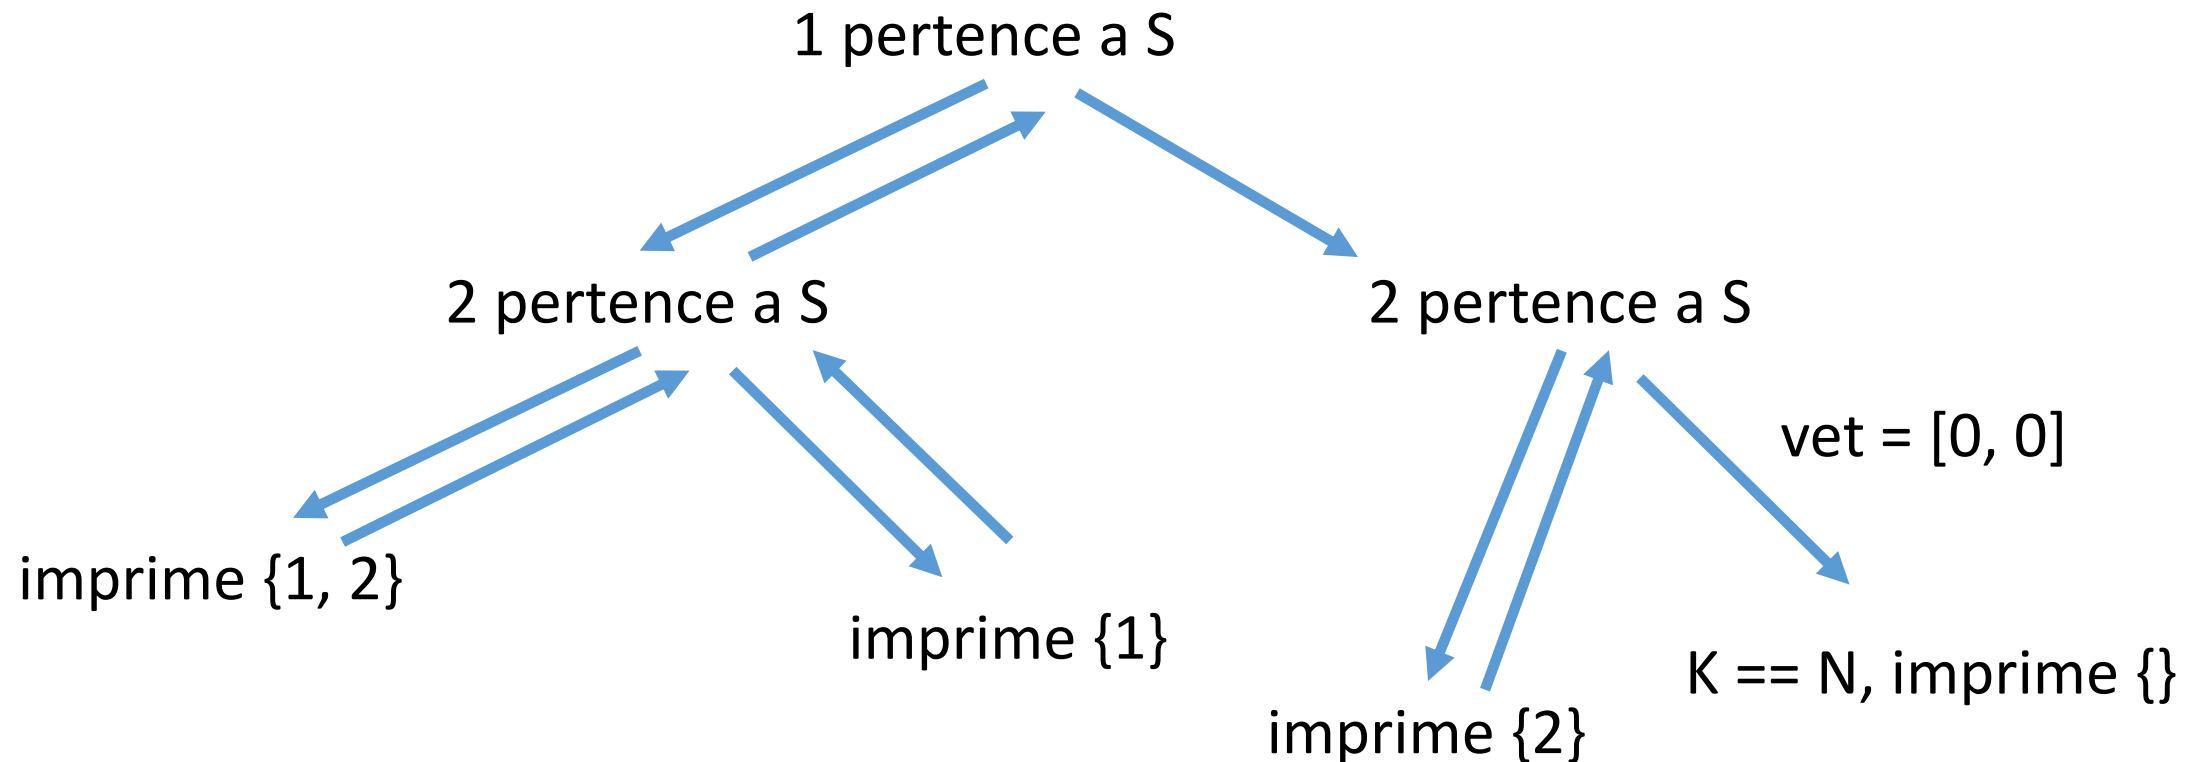 1 pertence a S
2 pertence a S
2 pertence a S
vet = [0, 0]
imprime {1, 2}
imprime {1}
K == N, imprime {}
imprime {2}